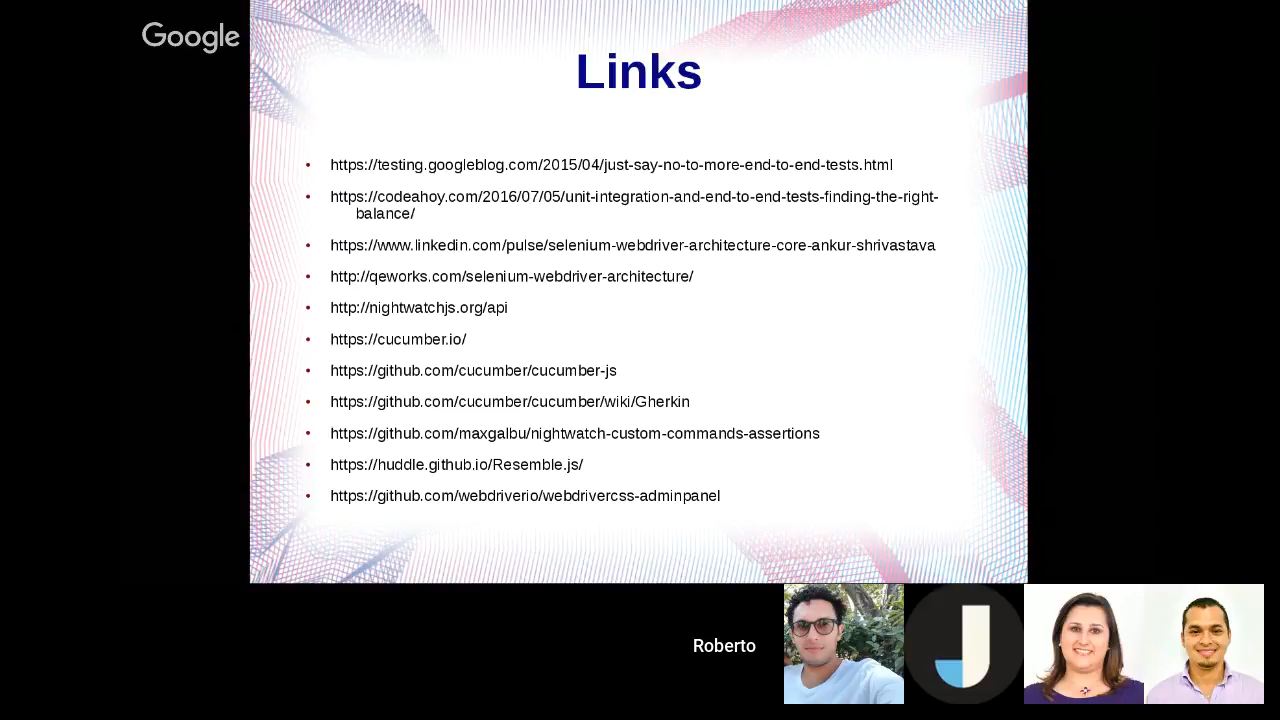 Google
Links
• https://testing.googleblog.com/2015/04/just-say-no-to-more-end-to-end-tests.html
• https://codeahoy.com/2016/07/05/unit-integration-and-end-to-end-tests-finding-the-right-
balance/
• https://www.linkedin.com/pulse/selenium-webdriver-architecture-core-ankur-shrivastava
• http://qeworks.com/selenium-webdriver-architecture/
• http://nightwatchjs.org/api
• https://cucumber.io/
• https://github.com/cucumber/cucumber-js
• https://github.com/cucumber/cucumber/wiki/Gherkin
• https://github.com/maxgalbu/nightwatch-custom-commands-assertions
• https://huddle.github.io/Resemble.js/
• https://github.com/webdriverio/webdrivercss-adminpanel
Roberto
J